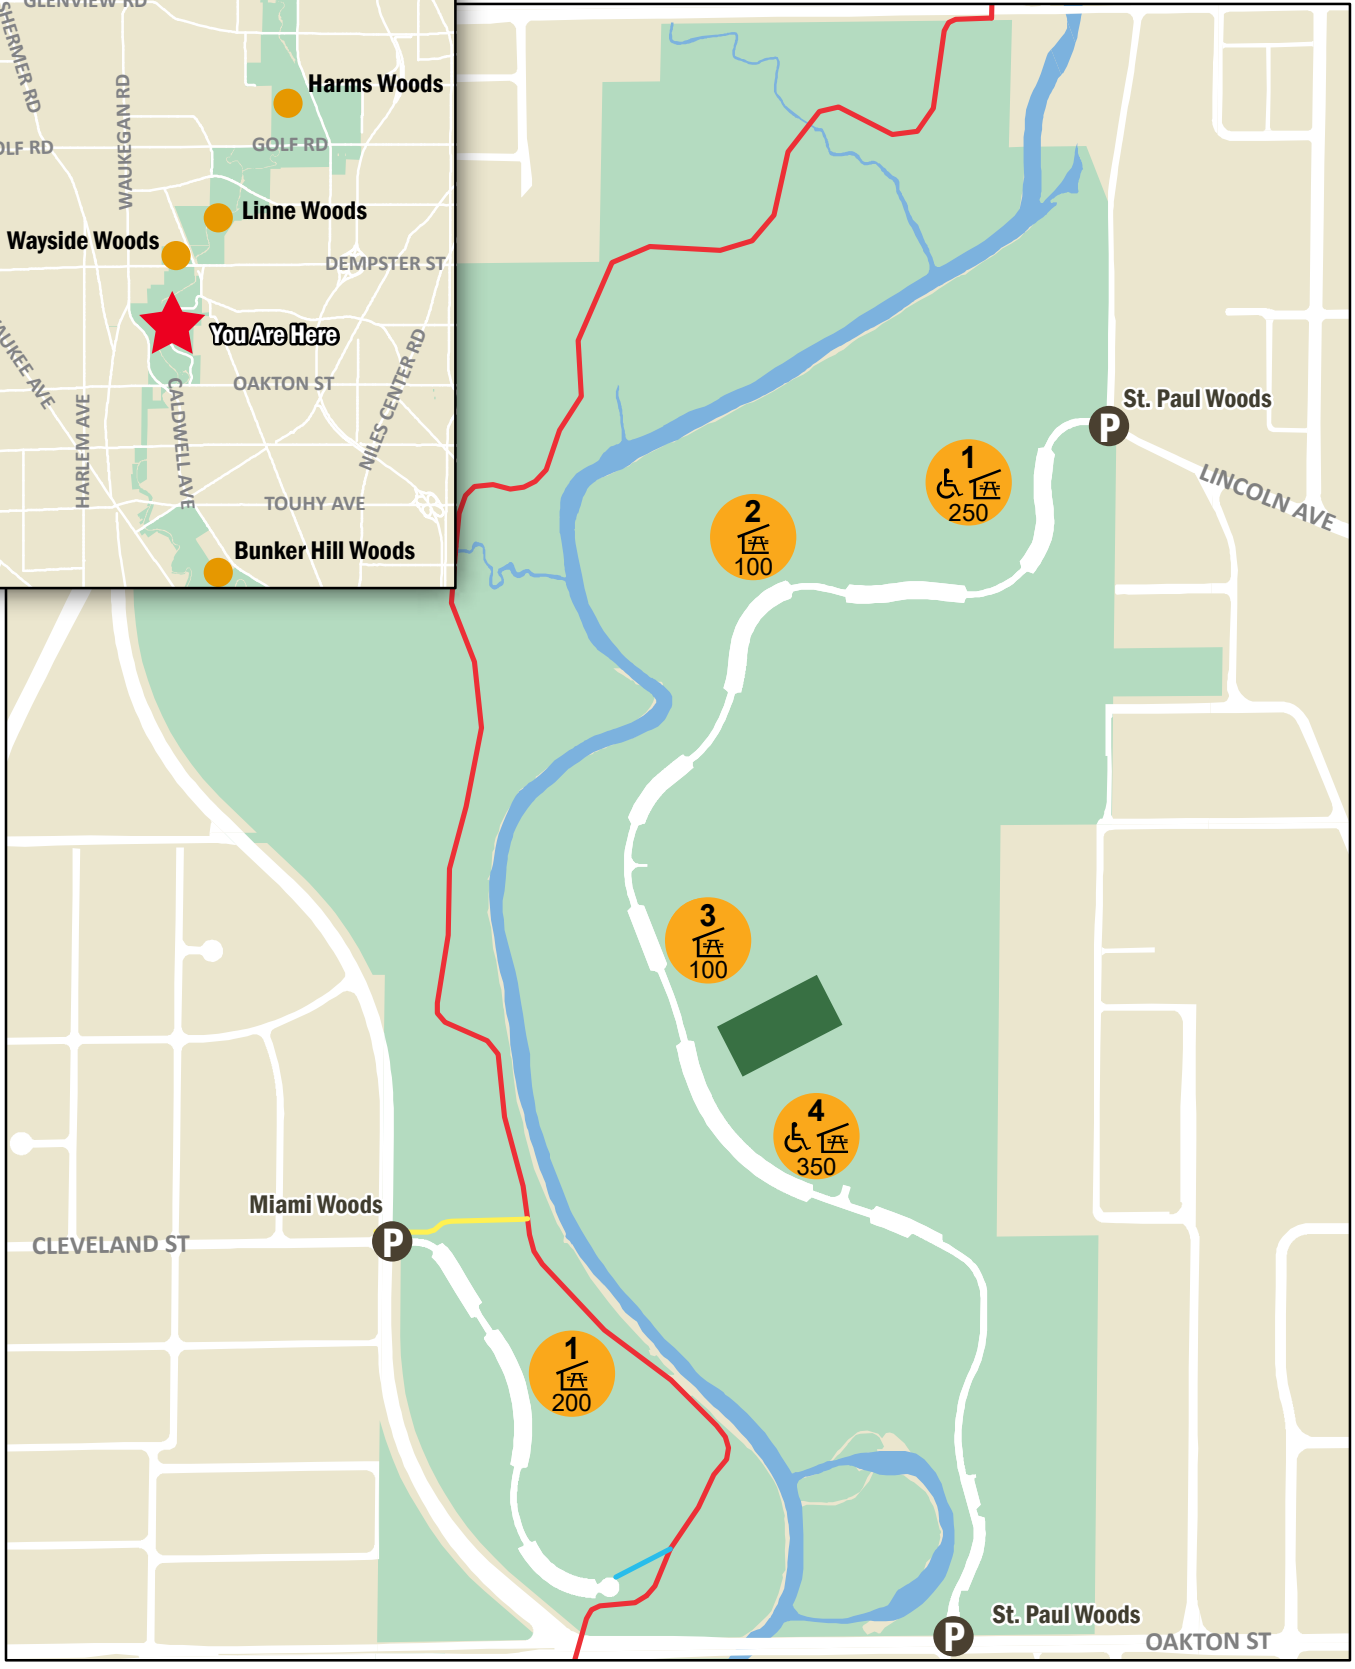 GLENVIEW RD
SHERMER RD
WAUKEGAN RD
Harms Woods
GOLF RD
OLF RD
Linne Woods
Wayside Woods
DEMPSTER ST
You Are Here
AUKEE AVE
OAKTON ST
CALDWELL AVE
HARLEM AVE
NILES CENTER RD
TOUHY AVE
Bunker Hill Woods
St. Paul Woods
P
LINCOLN AVE
1
250
2
100
3
100
4
350
Miami Woods
P
CLEVELAND ST
1
200
St. Paul Woods
P
OAKTON ST